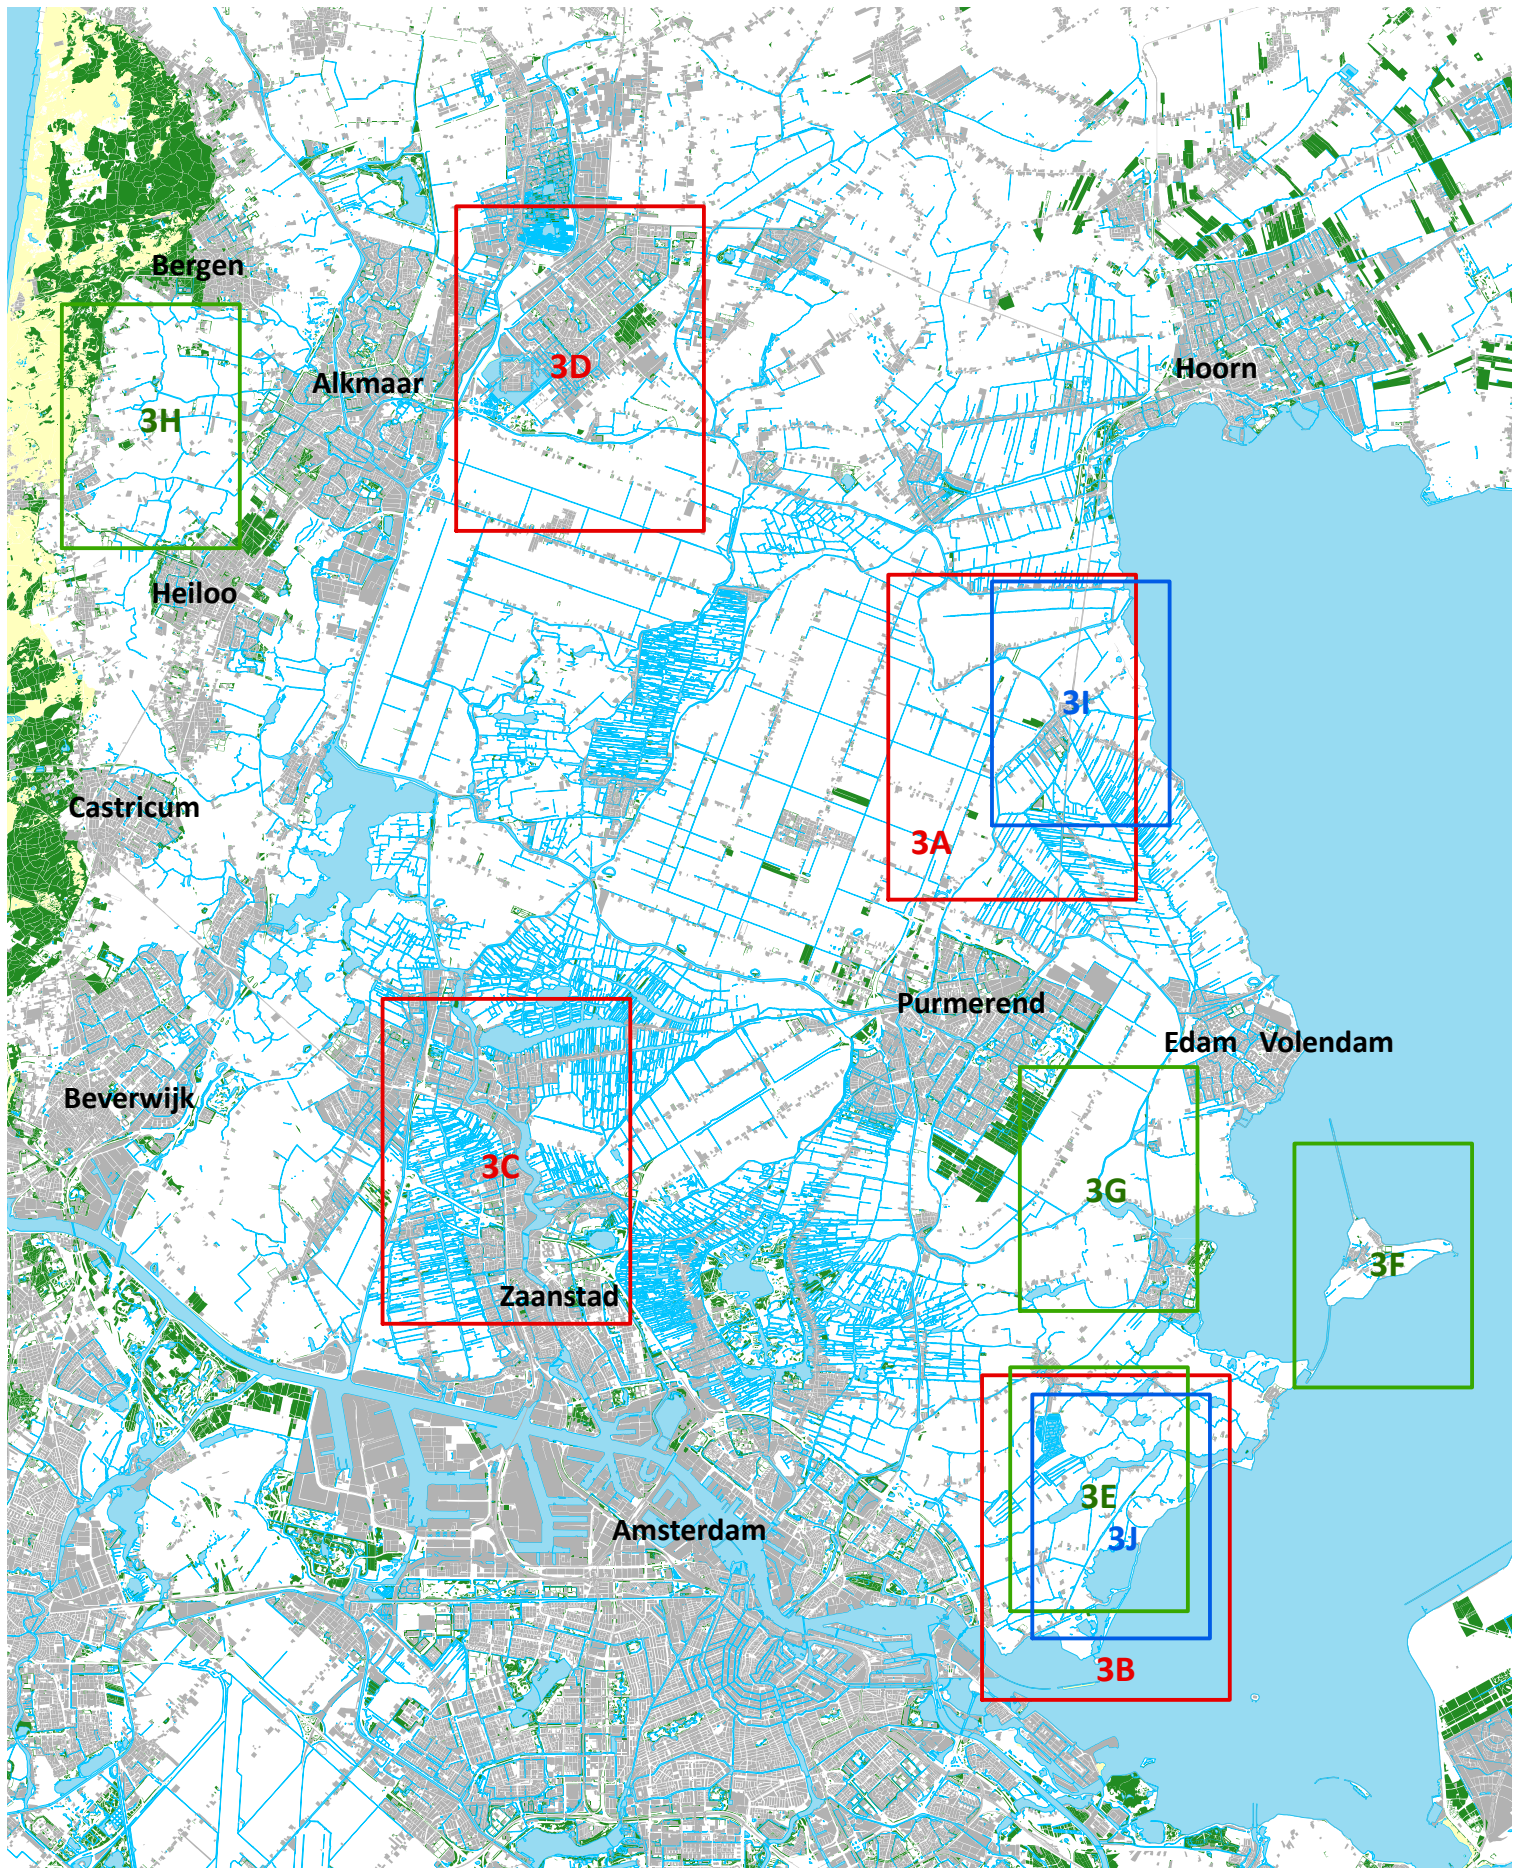 Bergen
3D
Hoorn
Alkmaar
3H
Heiloo
3I
Castricum
3A
Purmerend
Edam Volendam
Beverwijk
3C
3G
3F
Zaanstad
3E
Amsterdam
3J
3B